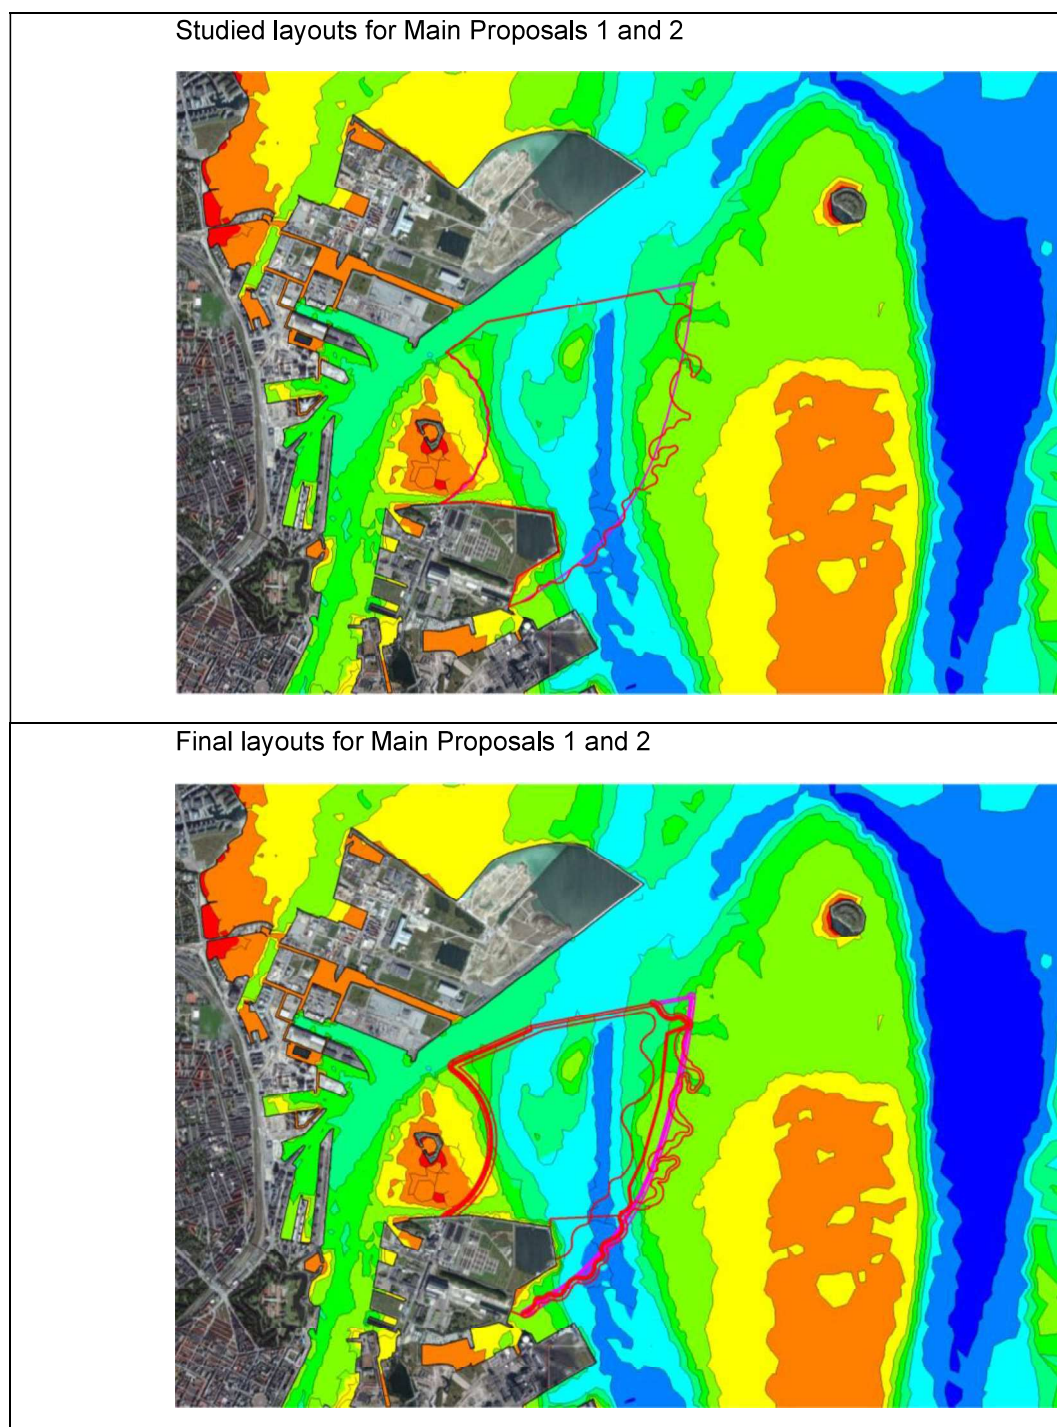 Studied layouts for Main Proposals 1 and 2
Final layouts for Main Proposals 1 and 2